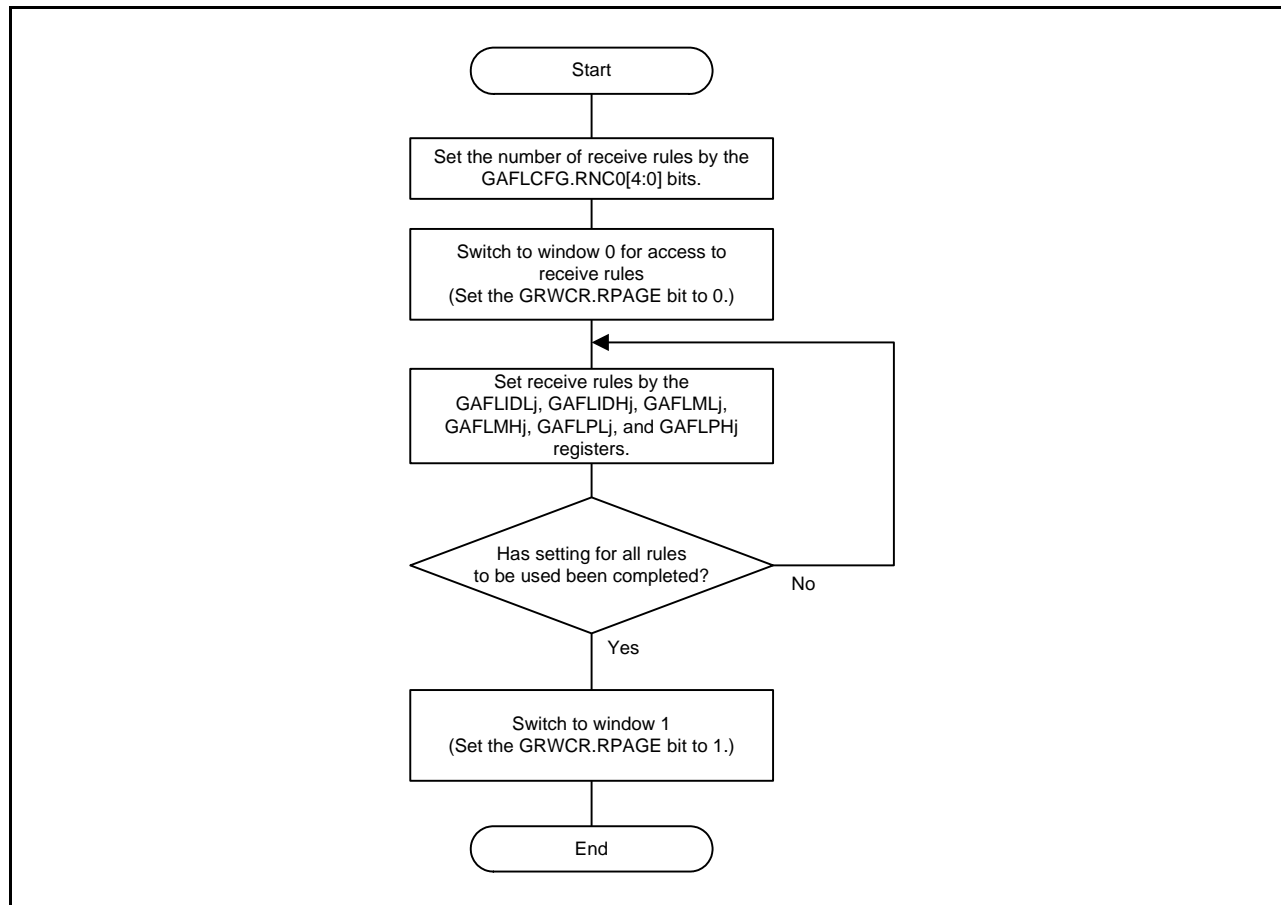 Start
Set the number of receive rules by the
GAFLCFG.RNC0[4:0] bits.
Switch to window 0 for access to
receive rules
(Set the GRWCR.RPAGE bit to 0.)
Set receive rules by the
GAFLIDLj, GAFLIDHj, GAFLMLj,
GAFLMHj, GAFLPLj, and GAFLPHj
registers.
Has setting for all rules
to be used been completed?
No
Yes
Switch to window 1
(Set the GRWCR.RPAGE bit to 1.)
End